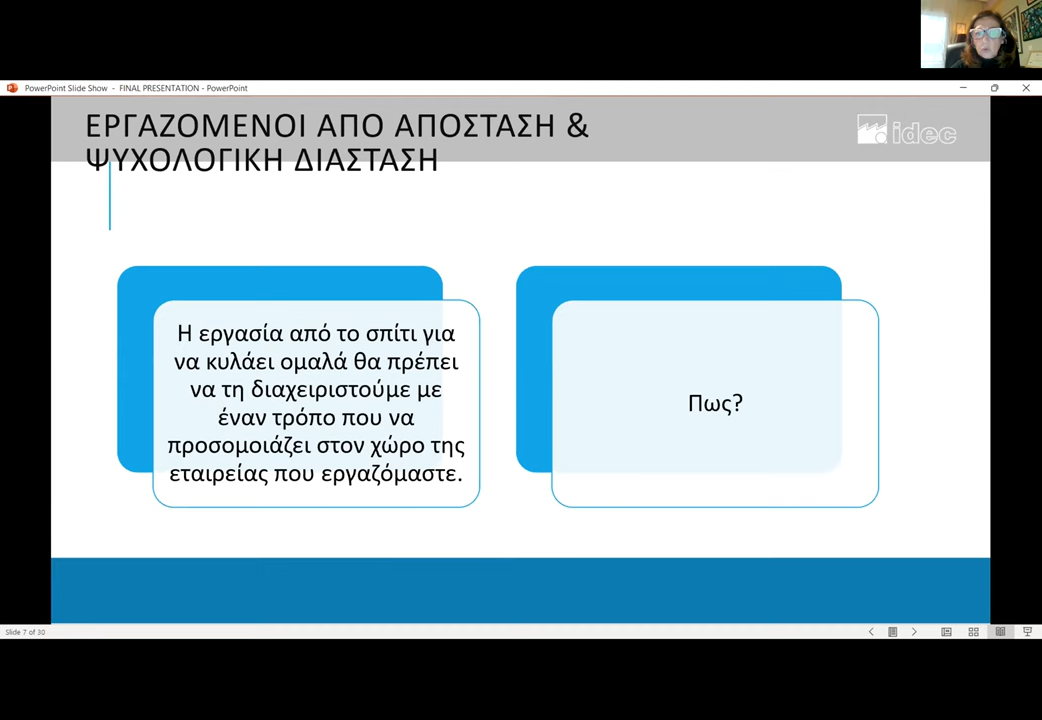 PowerPoint Slide Show - FINAL PRESENTATION - PowerPoint
ΕΡΓΑΖΟΜΕΝΟΙ ΑΠΟ ΑΠΟΣΤΑΣΗ &
ΨΥΧΟΛΟΓΙΚΗ ΔΙΑΣΤΑΣΗ
idec
Η εργασία από το σπίτι για
να κυλάει ομαλά θα πρέπει
να τη διαχειριστούμε με
έναν τρόπο που να
προσομοιάζει στον χώρο της
εταιρείας που εργαζόμαστε.
Πως?
Slide 7 of 30